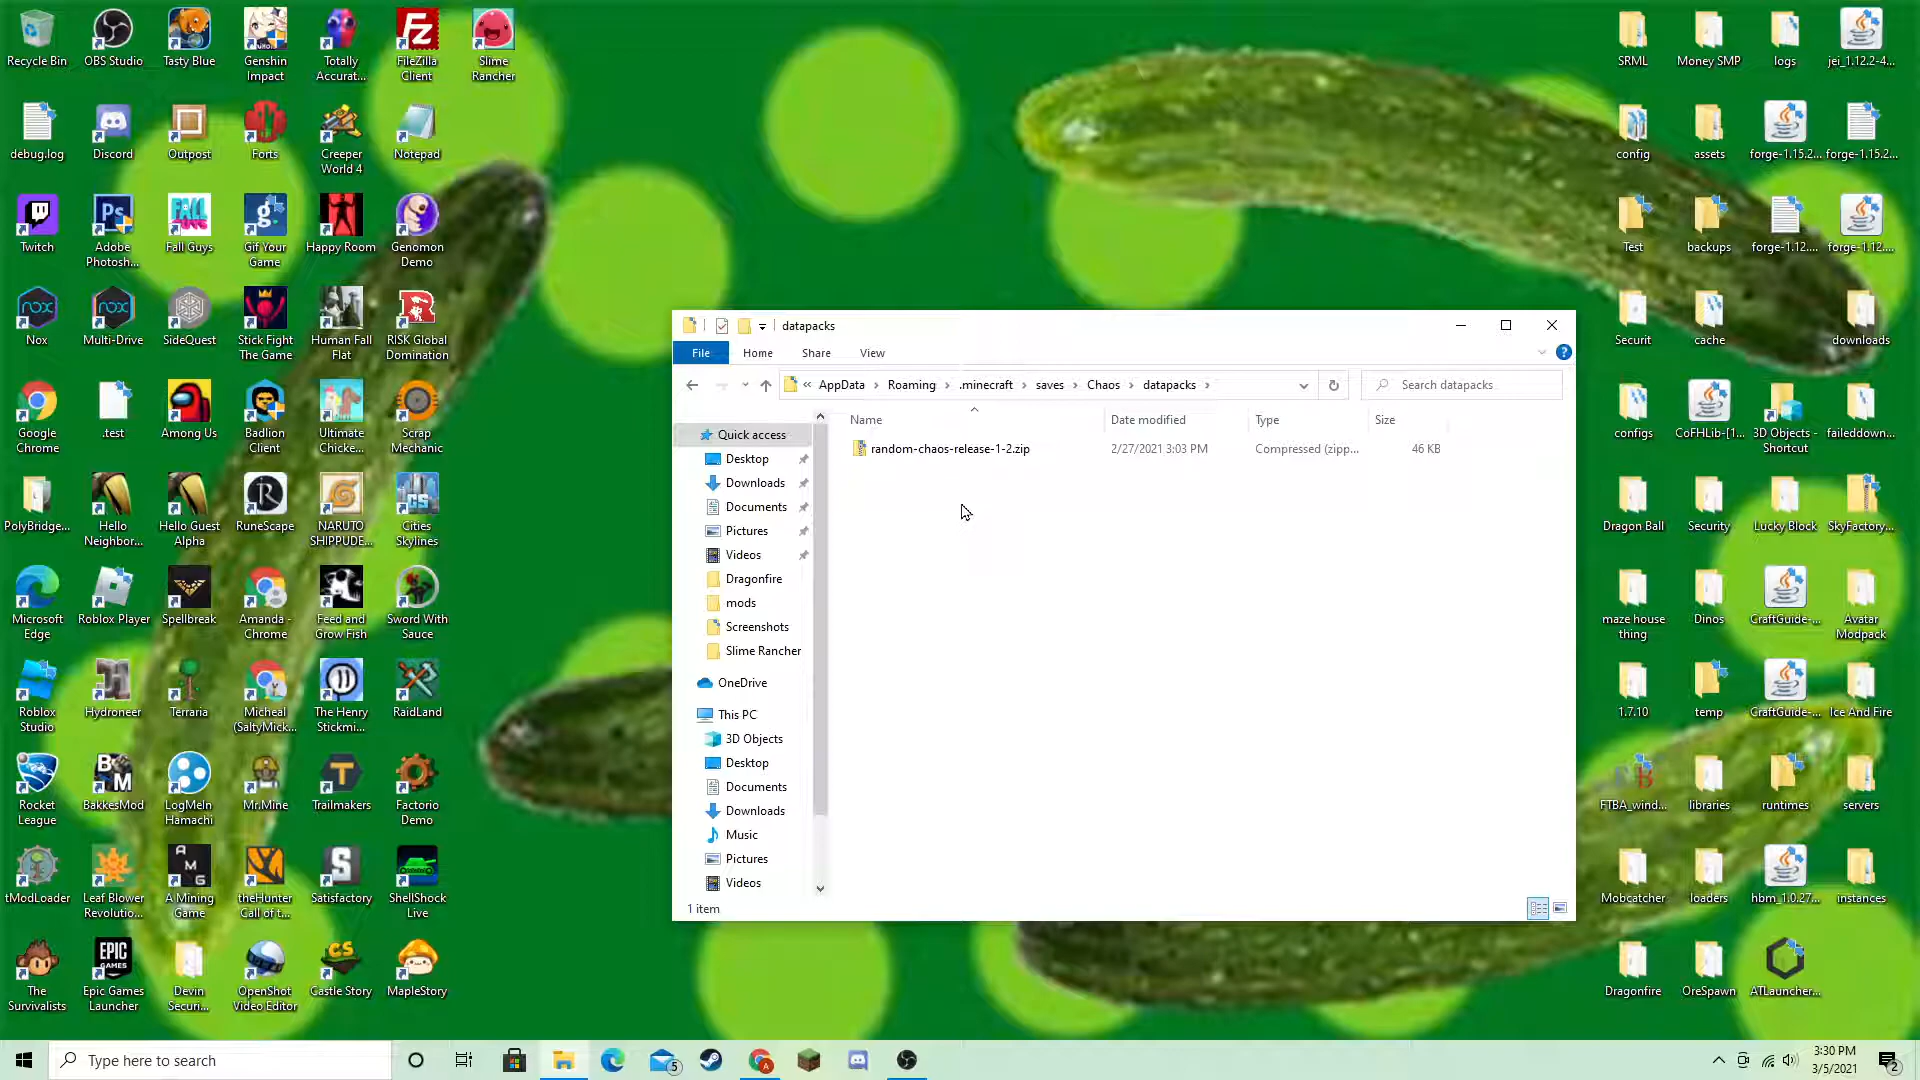 Recycle Bin
OBS Studio
Tasty Blue
Genshin
Impact
Totally
Accurat...
FileZilla
Client
Slime
Rancher
debug.log
Discord
Outpost
Forts
Creeper
World 4
Notepad
Twitch
Adobe
Photosh...
Fall Guys
Gif Your
Game
Happy Room
Genomon
Demo
Nox
Multi-Drive
SideQuest
Stick Fight
The Game
Human Fall
Flat
RISK Global
Domination
Google
Chrome
.test
Among Us
Badlion
Client
Ultimate
Chicke...
Scrap
Mechanic
PolyBridge...
Hello
Neighbor...
Hello Guest
Alpha
RuneScape
NARUTO
SHIPPUDE...
Cities
Skylines
Microsoft
Edge
Roblox Player
Spellbreak
Amanda -
Chrome
Feed and
Grow Fish
Sword With
Sauce
Roblox
Studio
Hydroneer
Terraria
Micheal
(SaltyMick...
The Henry
Stickmi...
RaidLand
Rocket
League
BakkesMod
LogMeIn
Hamachi
Mr.Mine
Trailmakers
Factorio
Demo
tModLoader
Leaf Blower
Revolutio...
A Mining
Game
theHunter
Call of t...
Satisfactory
ShellShock
Live
The
Survivalists
Epic Games
Launcher
Devin
Securi...
OpenShot
Video Editor
Castle Story
MapleStory
datapacks
File
Home
Share
View
« AppData › Roaming › .minecraft › saves › Chaos › datapacks ›
Search datapacks
Name
Date modified
Type
Size
random-chaos-release-1-2.zip
2/27/2021 3:03 PM
Compressed (zipp...
46 KB
Quick access
Desktop
Downloads
Documents
Pictures
Videos
Dragonfire
mods
Screenshots
Slime Rancher
OneDrive
This PC
3D Objects
Desktop
Documents
Downloads
Music
Pictures
Videos
1 item
SRML
Money SMP
logs
jei_1.12.2-4...
config
assets
forge-1.15.2...
forge-1.15.2...
Test
backups
forge-1.12....
forge-1.12....
Securit
cache
downloads
configs
CoFHLib-[1...
3D Objects -
Shortcut
faileddown...
Dragon Ball
Security
Lucky Block
SkyFactory...
maze house
thing
Dinos
CraftGuide-...
Avatar
Modpack
1.7.10
temp
CraftGuide-...
Ice And Fire
FTBA_wind...
libraries
runtimes
servers
Mobcatcher
loaders
hbm_1.0.27...
instances
Dragonfire
OreSpawn
ATLauncher...
Type here to search
5
3:30 PM
3/5/2021
2